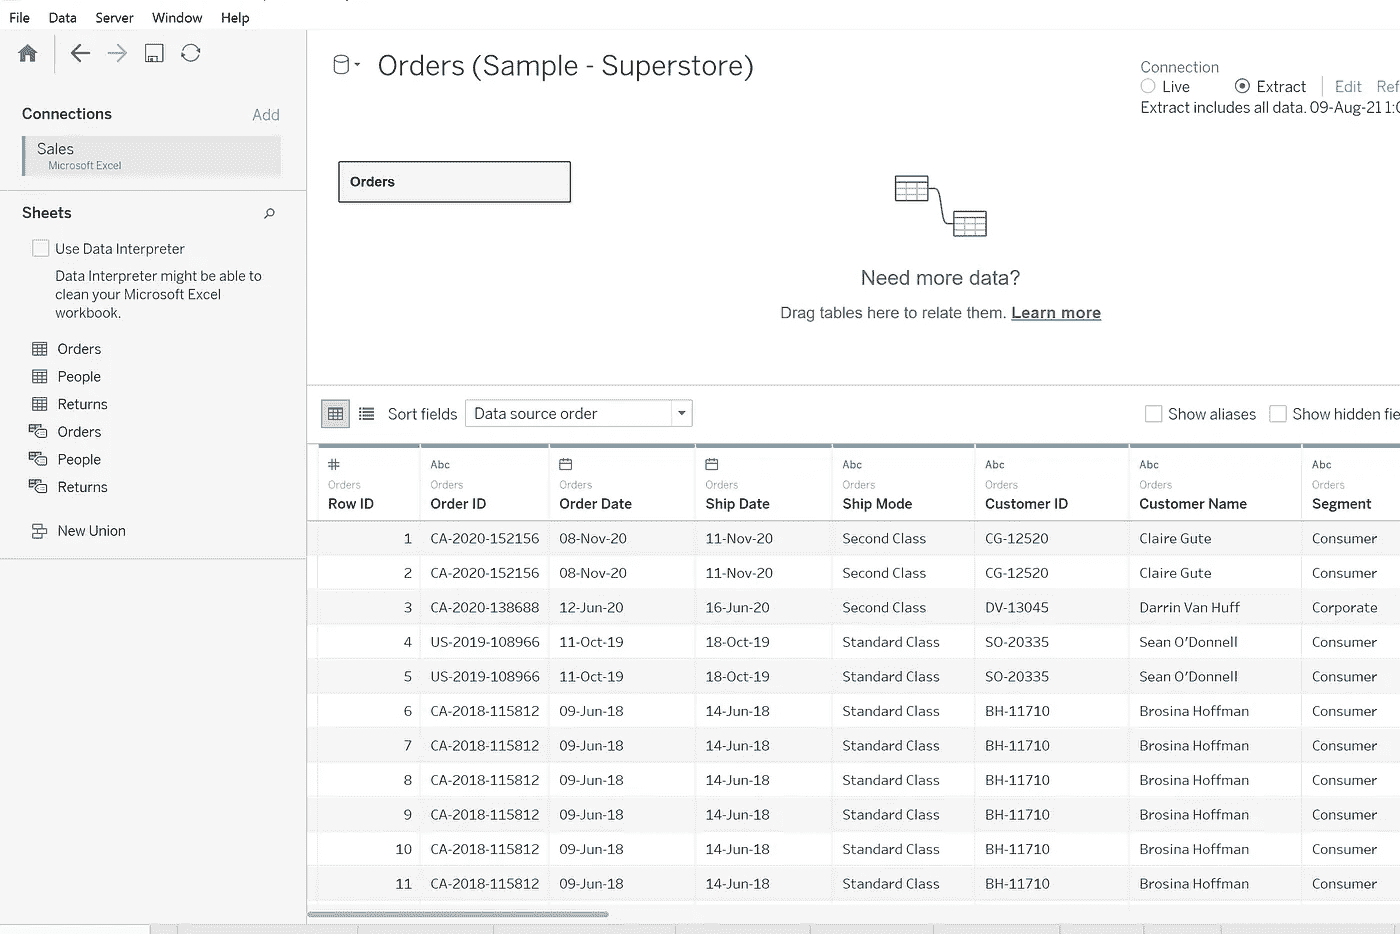 File Data Server Window Help
Orders (Sample - Superstore)
Connection
Live Extract Edit
Extract includes all data. 09-Aug-21
Connections Add
Sales
Microsoft Excel
Sheets
Use Data Interpreter
Data Interpreter might be able to
clean your Microsoft Excel
workbook.
Orders
People
Returns
Orders
People
Returns
New Union
Orders
Need more data?
Drag tables here to relate them. Learn more
Sort fields Data source order Show aliases Show hidden
# Abc Abc Abc Abc Abc
Orders Orders Orders Orders Orders Orders Orders Orders
Row ID Order ID Order Date Ship Date Ship Mode Customer ID Customer Name Segment
1 CA-2020-152156 08-Nov-20 11-Nov-20 Second Class CG-12520 Claire Gute Consumer
2 CA-2020-152156 08-Nov-20 11-Nov-20 Second Class CG-12520 Claire Gute Consumer
3 CA-2020-138688 12-Jun-20 16-Jun-20 Second Class DV-13045 Darrin Van Huff Corporate
4 US-2019-108966 11-Oct-19 18-Oct-19 Standard Class SO-20335 Sean O'Donnell Consumer
5 US-2019-108966 11-Oct-19 18-Oct-19 Standard Class SO-20335 Sean O'Donnell Consumer
6 CA-2018-115812 09-Jun-18 14-Jun-18 Standard Class BH-11710 Brosina Hoffman Consumer
7 CA-2018-115812 09-Jun-18 14-Jun-18 Standard Class BH-11710 Brosina Hoffman Consumer
8 CA-2018-115812 09-Jun-18 14-Jun-18 Standard Class BH-11710 Brosina Hoffman Consumer
9 CA-2018-115812 09-Jun-18 14-Jun-18 Standard Class BH-11710 Brosina Hoffman Consumer
10 CA-2018-115812 09-Jun-18 14-Jun-18 Standard Class BH-11710 Brosina Hoffman Consumer
11 CA-2018-115812 09-Jun-18 14-Jun-18 Standard Class BH-11710 Brosina Hoffman Consumer